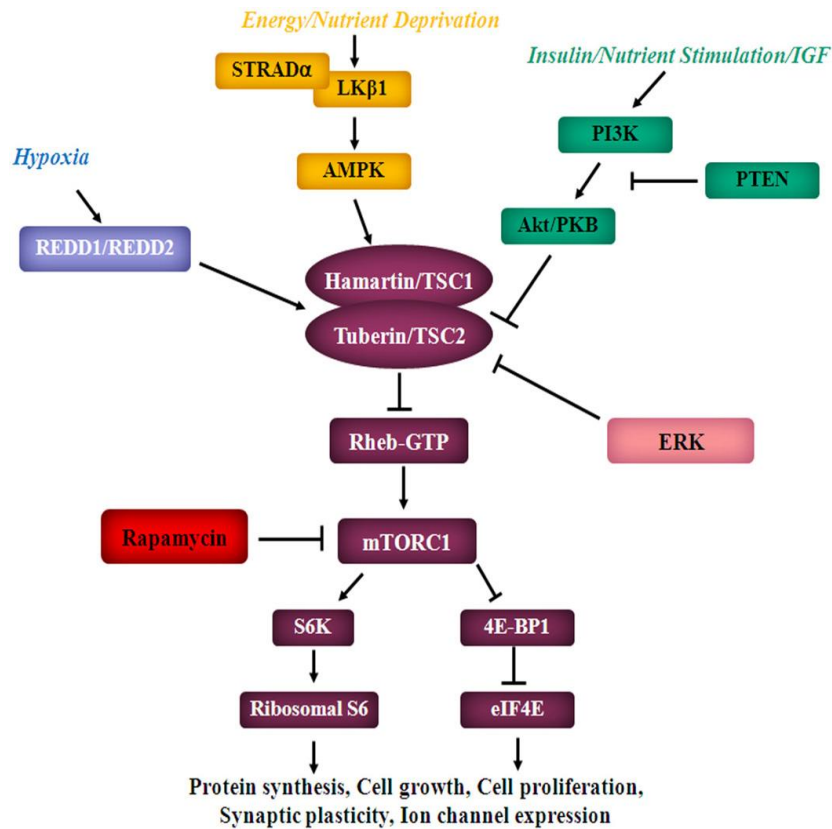 Energy/Nutrient Deprivation
Insulin/Nutrient Stimulation/IGF
STRADα
LKβ1
PI3K
Hypoxia
AMPK
PTEN
REDD1/REDD2
Akt/PKB
Hamartin/TSC1
Tuberin/TSC2
Rheb-GTP
ERK
Rapamycin
mTORC1
S6K
4E-BP1
Ribosomal S6
eIF4E
Protein synthesis, Cell growth, Cell proliferation,
Synaptic plasticity, Ion channel expression